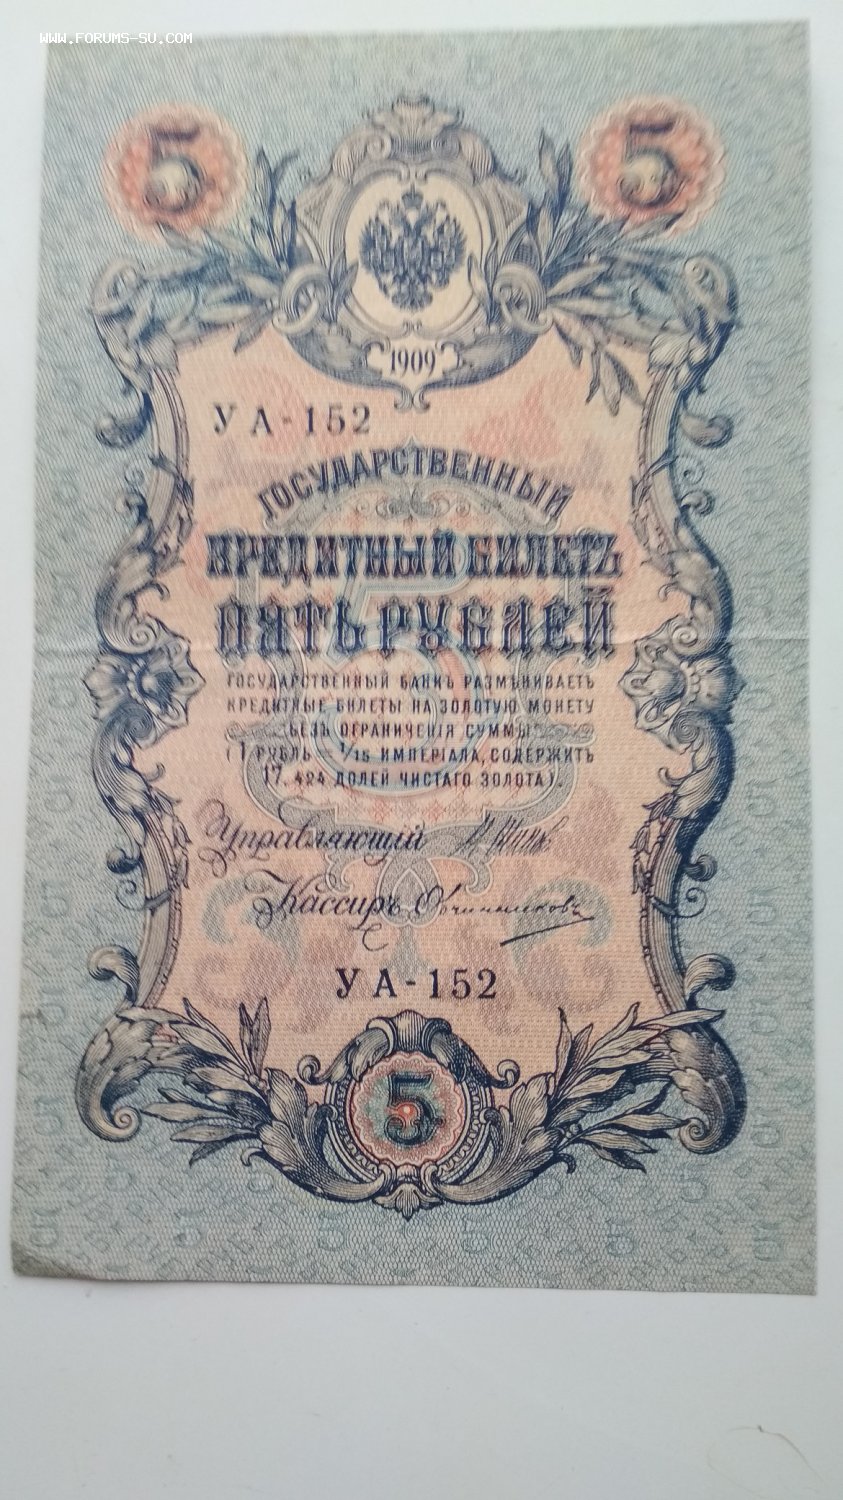 WWW.FORUMS-SU.COM
5 5
1909
УА-152
ГОСУДАРСТВЕННЫЙ
КРЕДИТНЫЙ БИЛЕТЪ
ПЯТЬ РУБЛЕЙ
ГОСУДАРСТВЕННЫЙ БАНКЪ РАЗМѢНИВАЕТЪ
КРЕДИТНЫЕ БИЛЕТЫ НА ЗОЛОТУЮ МОНЕТУ
БЕЗЪ ОГРАНИЧЕНІЯ СУММЫ
(1 РУБЛЬ = 1/15 ИМПЕРІАЛА, СОДЕРЖИТЪ
17,424 ДОЛЕЙ ЧИСТАГО ЗОЛОТА).
Управляющій
Кассиръ Овчинниковъ
УА-152
5